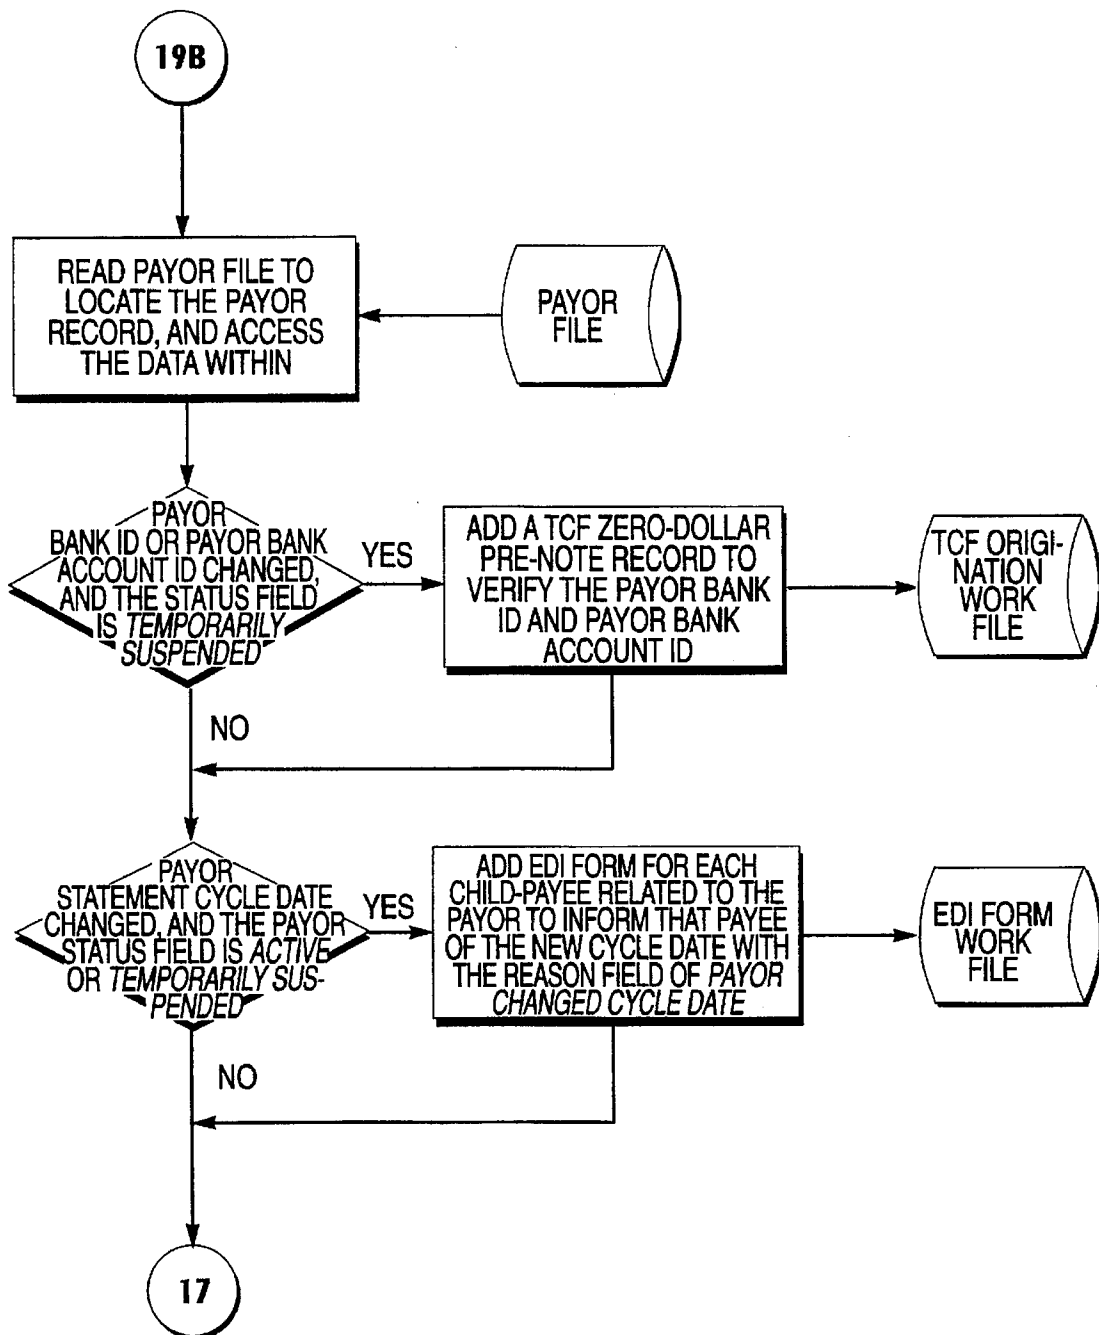 19B
READ PAYOR FILE TO
LOCATE THE PAYOR
RECORD, AND ACCESS
THE DATA WITHIN
PAYOR
FILE
PAYOR
BANK ID OR PAYOR BANK
ACCOUNT ID CHANGED,
AND THE STATUS FIELD
IS TEMPORARILY
SUSPENDED
YES
ADD A TCF ZERO-DOLLAR
PRE-NOTE RECORD TO
VERIFY THE PAYOR BANK
ID AND PAYOR BANK
ACCOUNT ID
TCF ORIGI-
NATION
WORK
FILE
NO
PAYOR
STATEMENT CYCLE DATE
CHANGED, AND THE PAYOR
STATUS FIELD IS ACTIVE
OR TEMPORARILY SUS-
PENDED
YES
ADD EDI FORM FOR EACH
CHILD-PAYEE RELATED TO THE
PAYOR TO INFORM THAT PAYEE
OF THE NEW CYCLE DATE WITH
THE REASON FIELD OF PAYOR
CHANGED CYCLE DATE
EDI FORM
WORK
FILE
NO
17